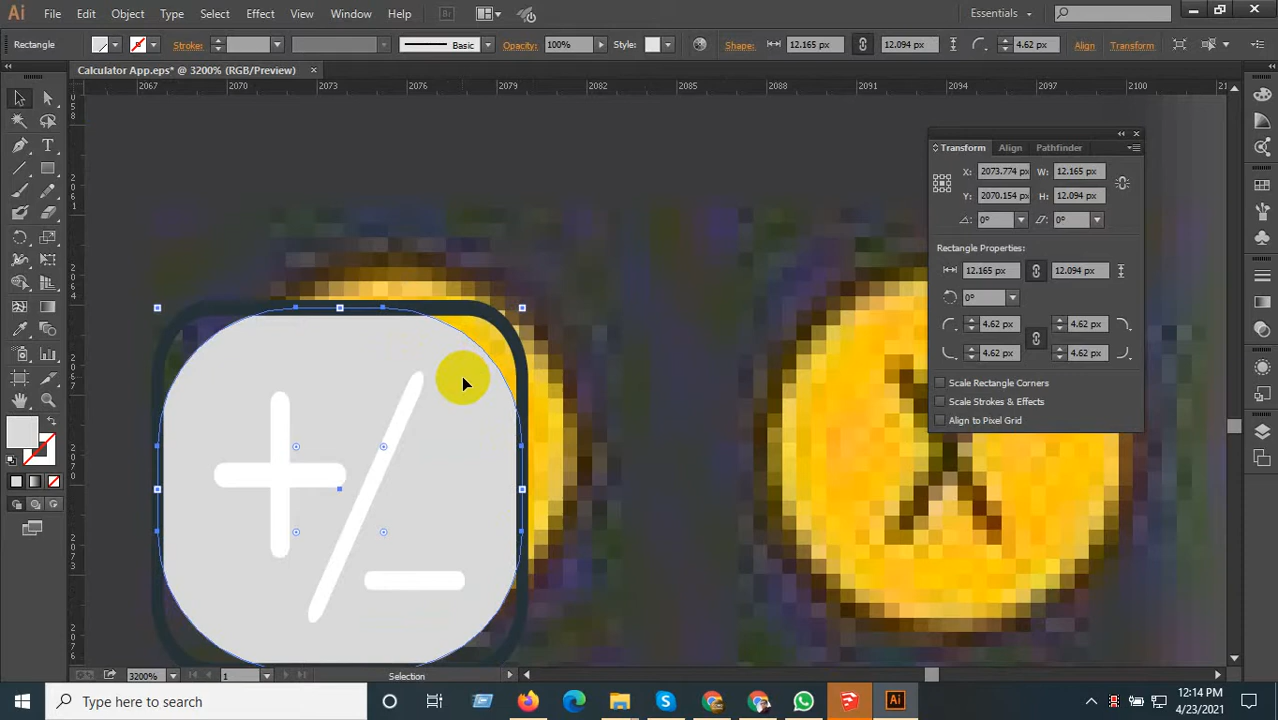 Ai File Edit Object Type Select Effect View Window Help Br Essentials
Rectangle Stroke: Basic Opacity: 100% Style: Shape: 12.165 px 12.094 px 4.62 px Align Transform
Calculator App.eps* @ 3200% (RGB/Preview)
2067 2070 2073 2076 2079 2082 2085 2088 2091 2094 2097 2100
Transform Align Pathfinder
X: 2073.774 px W: 12.165 px
Y: 2070.154 px H: 12.094 px
0° 0°
Rectangle Properties:
12.165 px 12.094 px
0°
4.62 px 4.62 px
4.62 px 4.62 px
Scale Rectangle Corners
Scale Strokes & Effects
Align to Pixel Grid
3200% 1 Selection
Type here to search
12:14 PM
4/23/2021